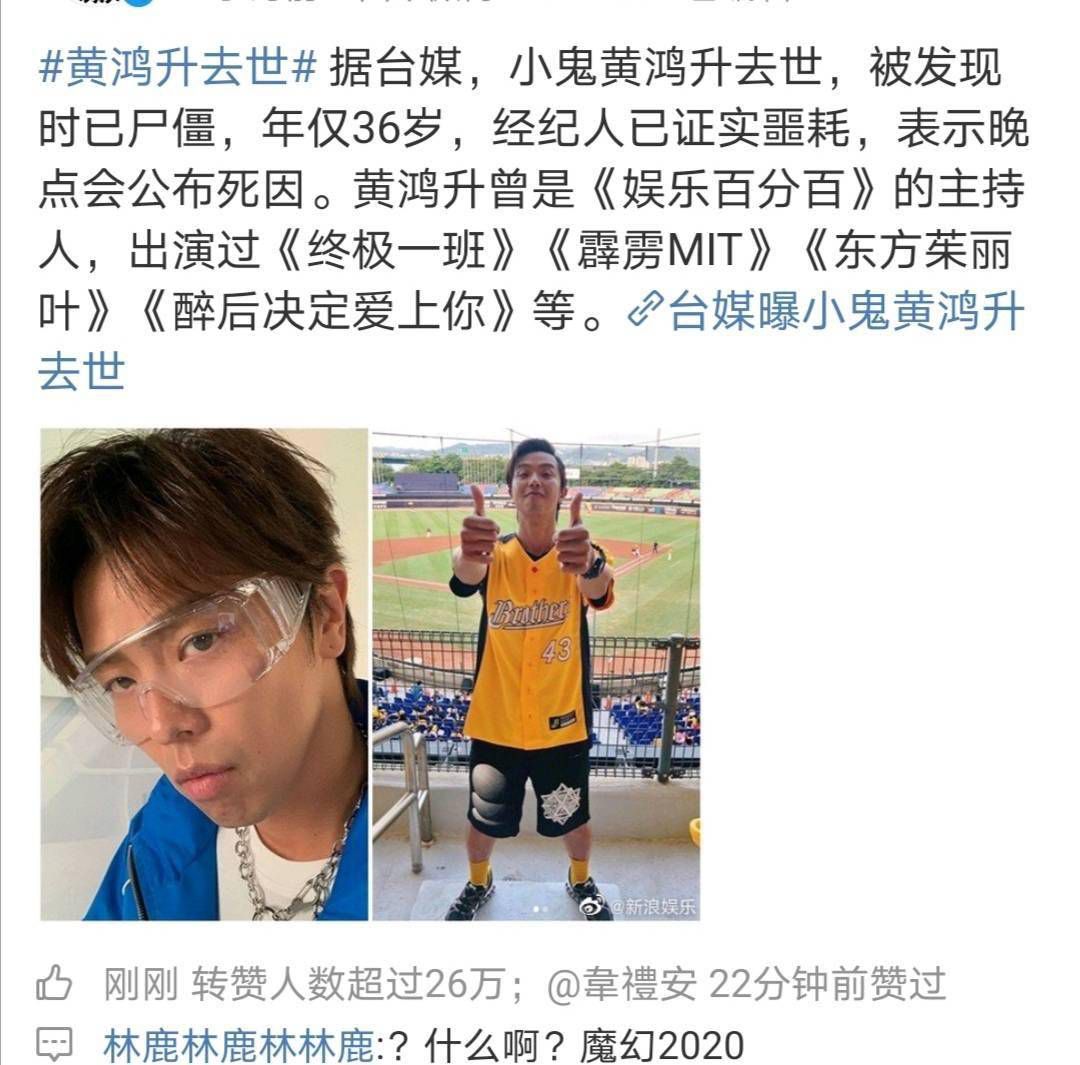 #黄鸿升去世# 据台媒，小鬼黄鸿升去世，被发现
时已尸僵，年仅36岁，经纪人已证实噩耗，表示晚
点会公布死因。黄鸿升曾是《娱乐百分百》的主持
人，出演过《终极一班》《霹雳MIT》《东方茱丽
叶》《醉后决定爱上你》等。台媒曝小鬼黄鸿升
去世
Brother
43
@新浪娱乐
刚刚 转赞人数超过26万；@韋禮安 22分钟前赞过
林鹿林鹿林林鹿:？什么啊？魔幻2020